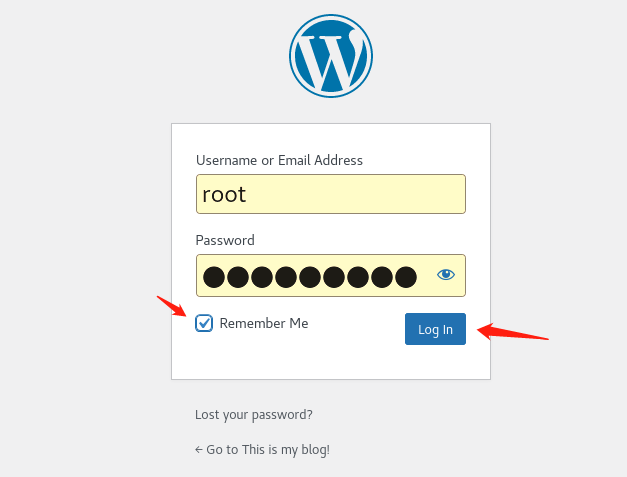 Username or Email Address
root
Password
●●●●●●●●●
Remember Me
Log In
Lost your password?
← Go to This is my blog!